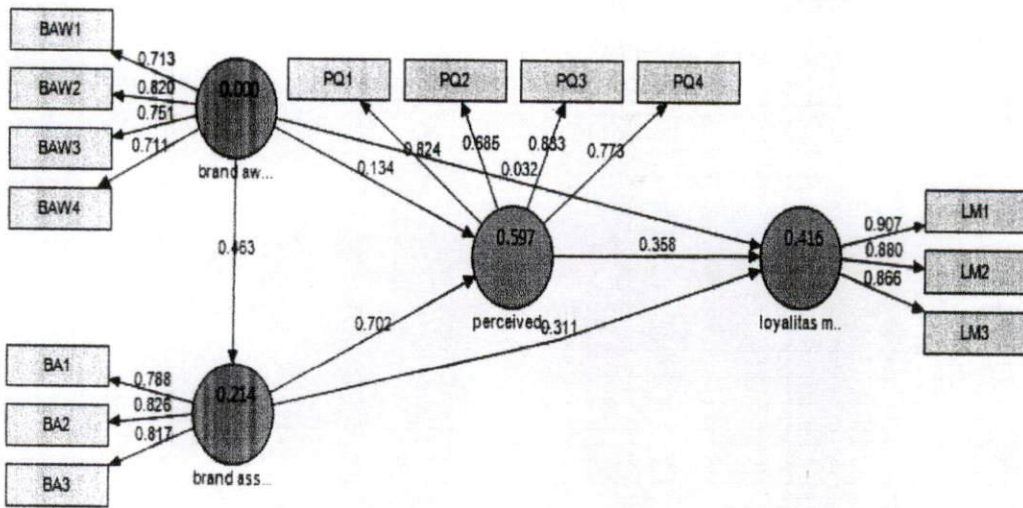 BAW1
0.713
BAW2
0.820
BAW3
0.751
BAW4
0.711
0.000
brand aw...
PQ1
PQ2
PQ3
PQ4
0.824
0.685
0.833
0.773
0.134
0.032
0.463
0.597
perceived
0.358
0.416
loyalitas m..
0.907
LM1
0.880
LM2
0.866
LM3
0.702
0.311
BA1
0.788
BA2
0.826
BA3
0.817
0.214
brand ass...